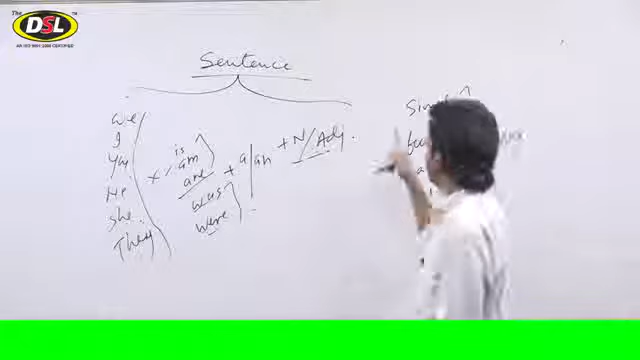 The DSL TM
AN ISO 9001:2008 CERTIFIED
Sentence
We
I
You
He
She
They
x is
am
are
was
were
+ a/an + N/Adj.